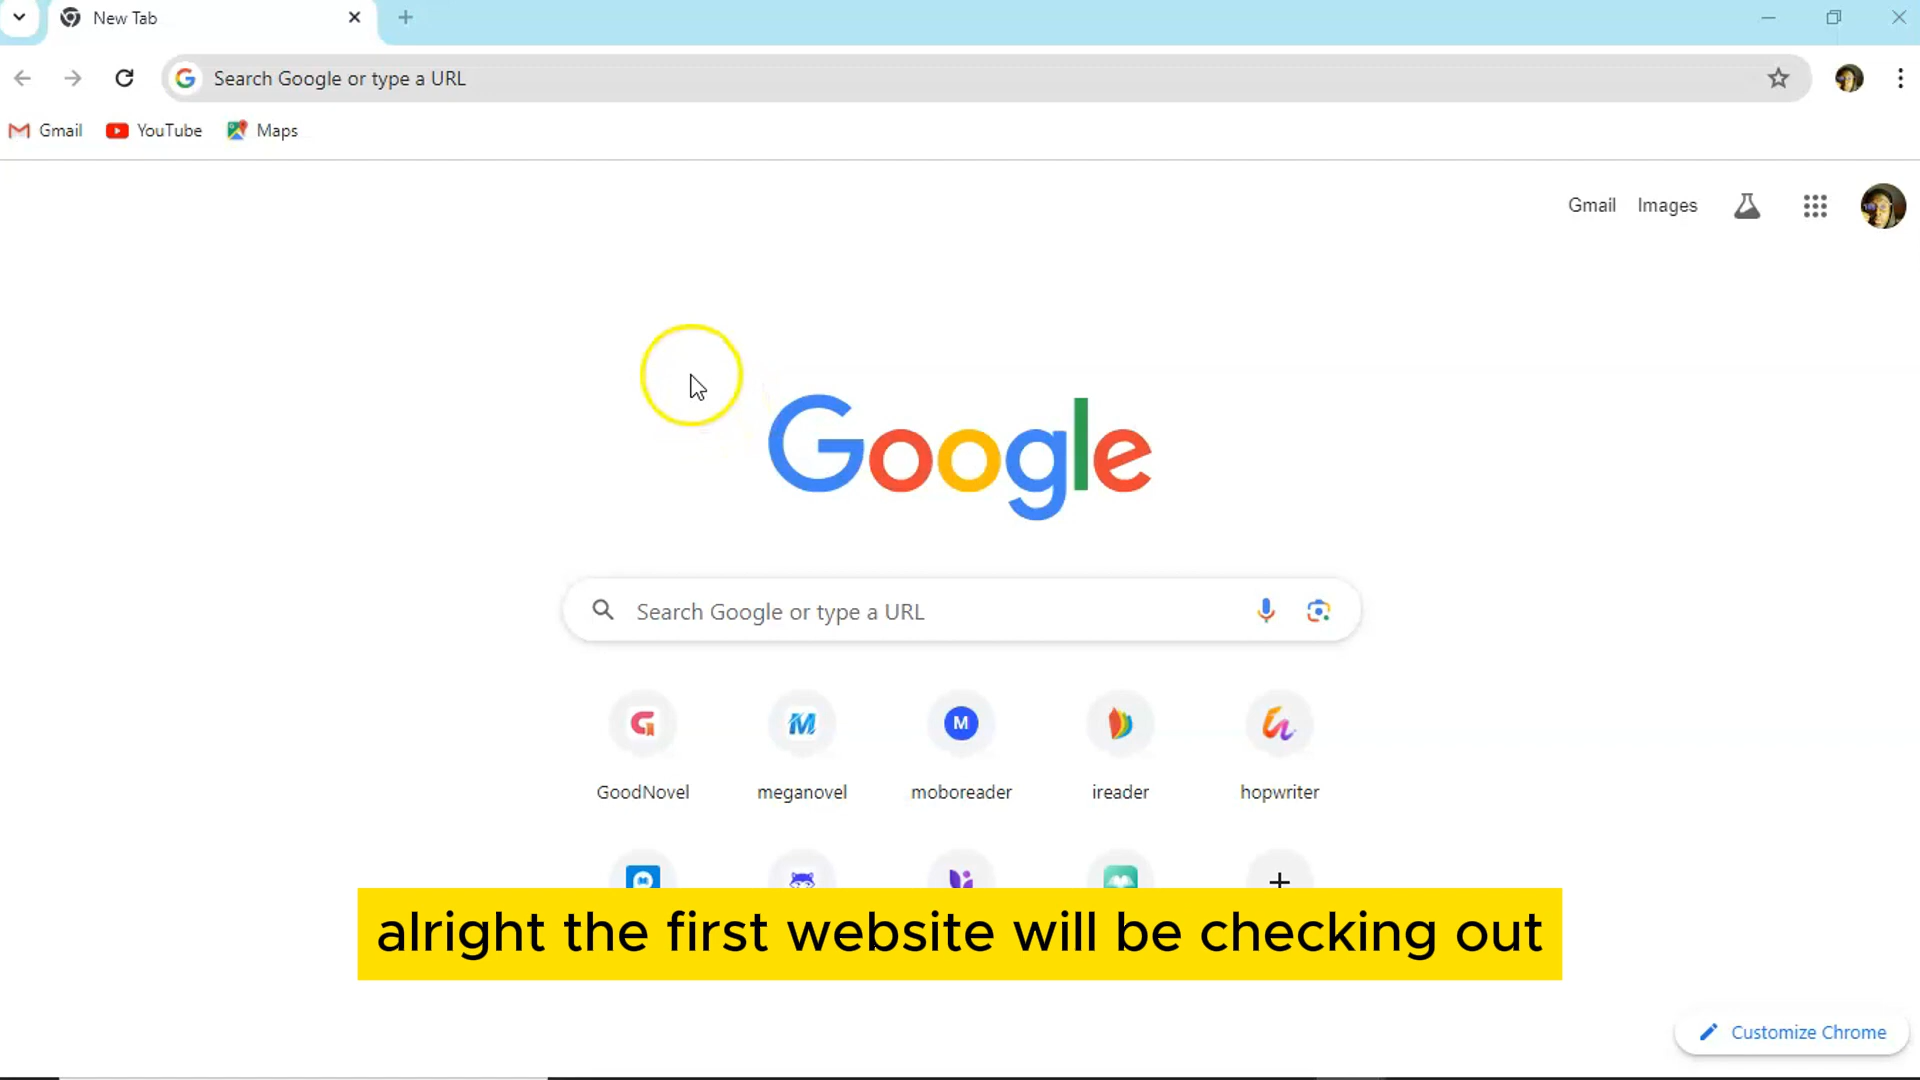 New Tab
Search Google or type a URL
Gmail
YouTube
Maps
Gmail
Images
Google
Search Google or type a URL
GoodNovel
meganovel
moboreader
ireader
hopwriter
alright the first website will be checking out
Customize Chrome